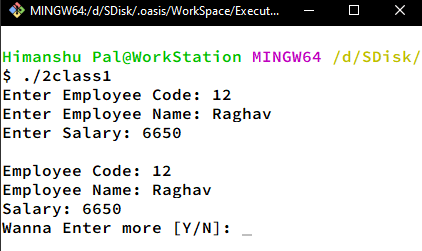 MINGW64:/d/SDisk/.oasis/WorkSpace/Execut...
Himanshu Pal@WorkStation MINGW64 /d/SDisk/
$ ./2class1
Enter Employee Code: 12
Enter Employee Name: Raghav
Enter Salary: 6650
Employee Code: 12
Employee Name: Raghav
Salary: 6650
Wanna Enter more [Y/N]: _